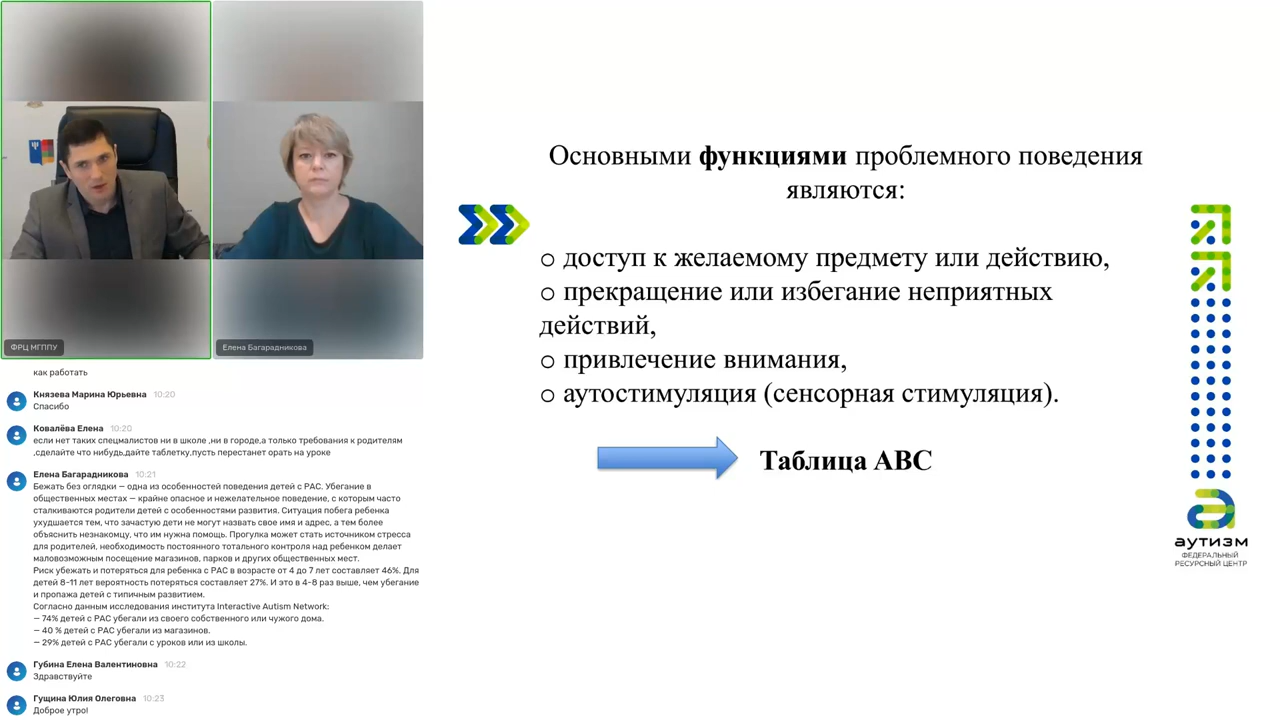 ФРЦ МГППУ
Елена Багарадникова
как работать
Князева Марина Юрьевна 10:20
Спасибо
Ковалёва Елена 10:20
если нет таких спецмалистов ни в школе ,ни в городе,а только требования к родителям
,сделайте что нибудь,дайте таблетку,пусть перестанет орать на уроке
Елена Багарадникова 10:21
Бежать без оглядки — одна из особенностей поведения детей с РАС. Убегание в
общественных местах — крайне опасное и нежелательное поведение, с которым часто
сталкиваются родители детей с особенностями развития. Ситуация побега ребенка
ухудшается тем, что зачастую дети не могут назвать свое имя и адрес, а тем более
объяснить незнакомцу, что им нужна помощь. Прогулка может стать источником стресса
для родителей, необходимость постоянного тотального контроля над ребенком делает
маловозможным посещение магазинов, парков и других общественных мест.
Риск убежать и потеряться для ребенка с РАС в возрасте от 4 до 7 лет составляет 46%. Для
детей 8-11 лет вероятность потеряться составляет 27%. И это в 4-8 раз выше, чем убегание
и пропажа детей с типичным развитием.
Согласно данным исследования института Interactive Autism Network:
— 74% детей с РАС убегали из своего собственного или чужого дома.
— 40 % детей с РАС убегали из магазинов.
— 29% детей с РАС убегали с уроков или из школы.
Губина Елена Валентиновна 10:22
Здравствуйте
Гущина Юлия Олеговна 10:23
Доброе утро!
Основными функциями проблемного поведения
являются:
o доступ к желаемому предмету или действию,
o прекращение или избегание неприятных
действий,
o привлечение внимания,
o аутостимуляция (сенсорная стимуляция).
Таблица АВС
аутизм
ФЕДЕРАЛЬНЫЙ
РЕСУРСНЫЙ ЦЕНТР